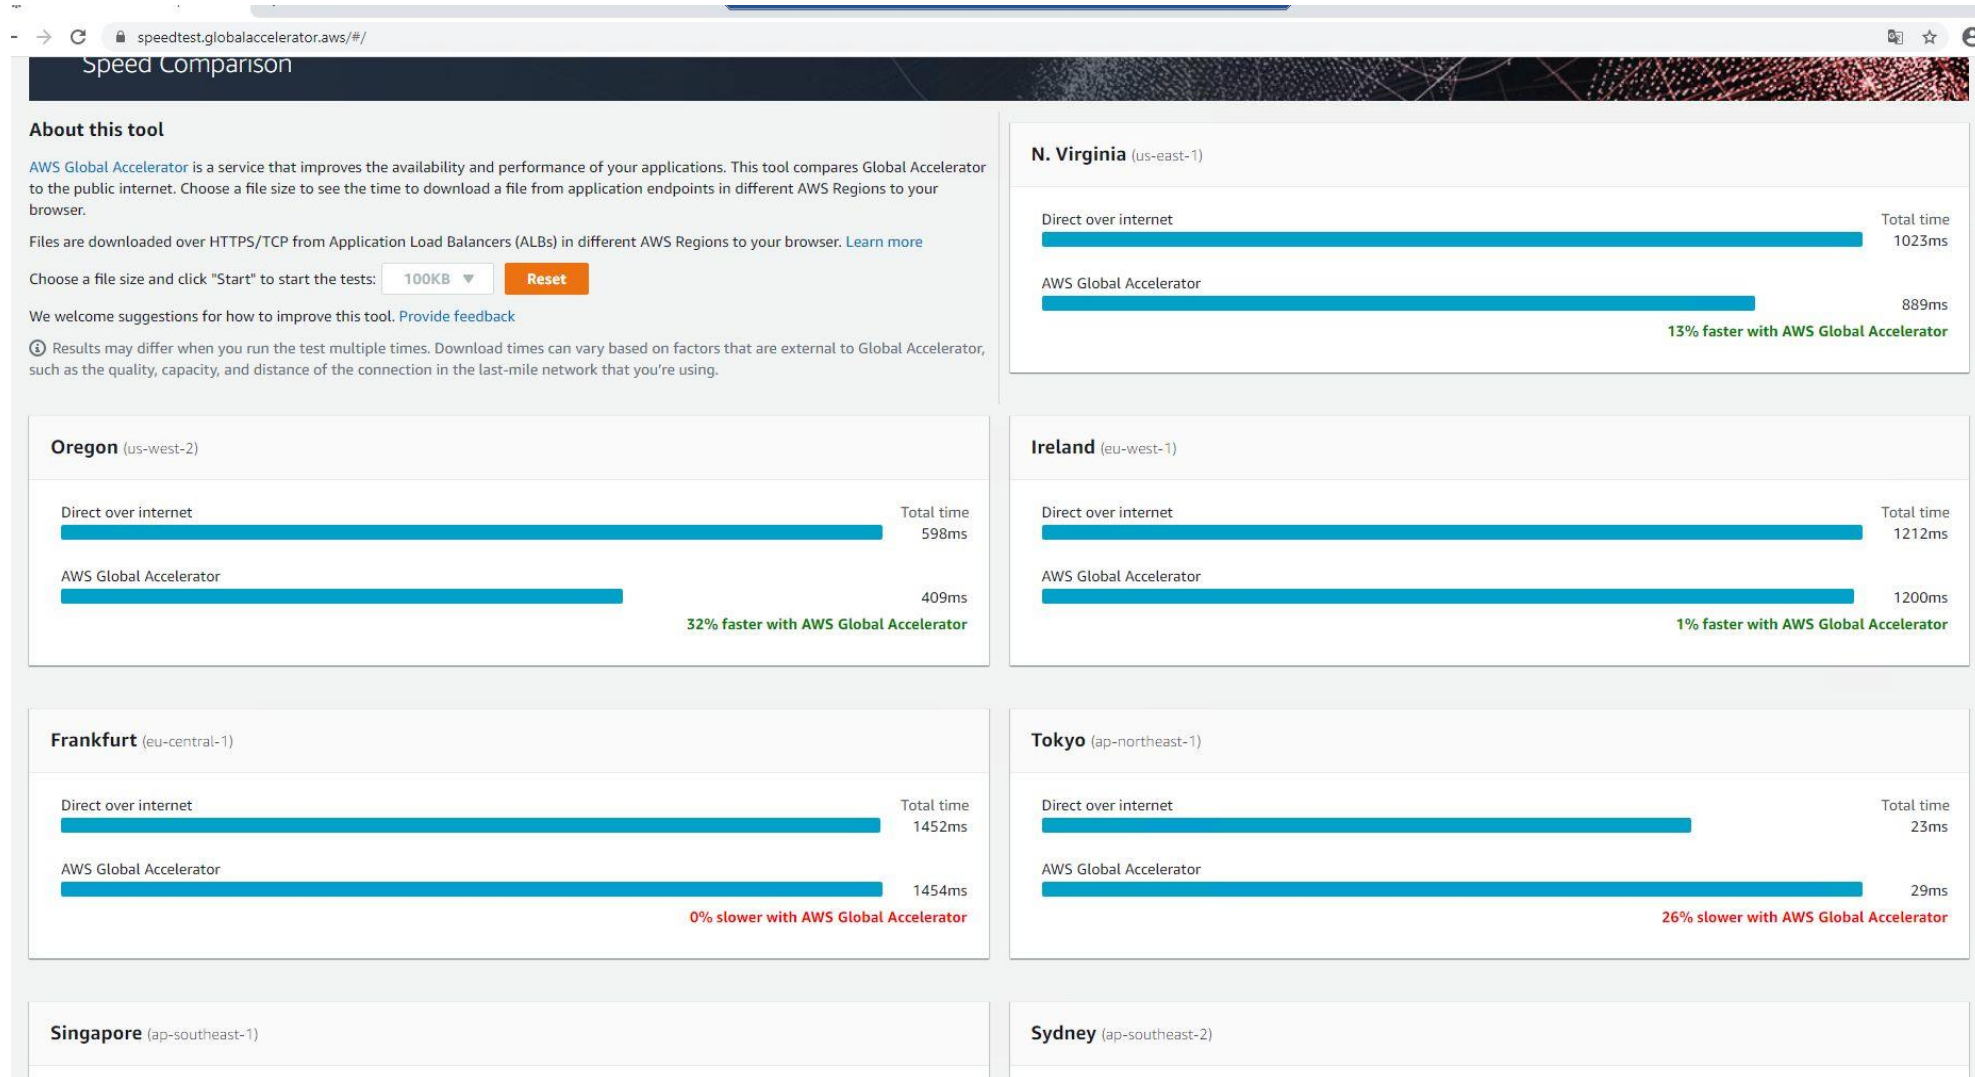 speedtest.globalaccelerator.aws/#/
Speed Comparison
About this tool
AWS Global Accelerator is a service that improves the availability and performance of your applications. This tool compares Global Accelerator
to the public internet. Choose a file size to see the time to download a file from application endpoints in different AWS Regions to your
browser.
Files are downloaded over HTTPS/TCP from Application Load Balancers (ALBs) in different AWS Regions to your browser. Learn more
Choose a file size and click "Start" to start the tests: 100KB Reset
We welcome suggestions for how to improve this tool. Provide feedback
Results may differ when you run the test multiple times. Download times can vary based on factors that are external to Global Accelerator,
such as the quality, capacity, and distance of the connection in the last-mile network that you're using.
N. Virginia (us-east-1)
Direct over internet Total time
1023ms
AWS Global Accelerator
889ms
13% faster with AWS Global Accelerator
Oregon (us-west-2)
Direct over internet Total time
598ms
AWS Global Accelerator
409ms
32% faster with AWS Global Accelerator
Ireland (eu-west-1)
Direct over internet Total time
1212ms
AWS Global Accelerator
1200ms
1% faster with AWS Global Accelerator
Frankfurt (eu-central-1)
Direct over internet Total time
1452ms
AWS Global Accelerator
1454ms
0% slower with AWS Global Accelerator
Tokyo (ap-northeast-1)
Direct over internet Total time
23ms
AWS Global Accelerator
29ms
26% slower with AWS Global Accelerator
Singapore (ap-southeast-1)
Sydney (ap-southeast-2)